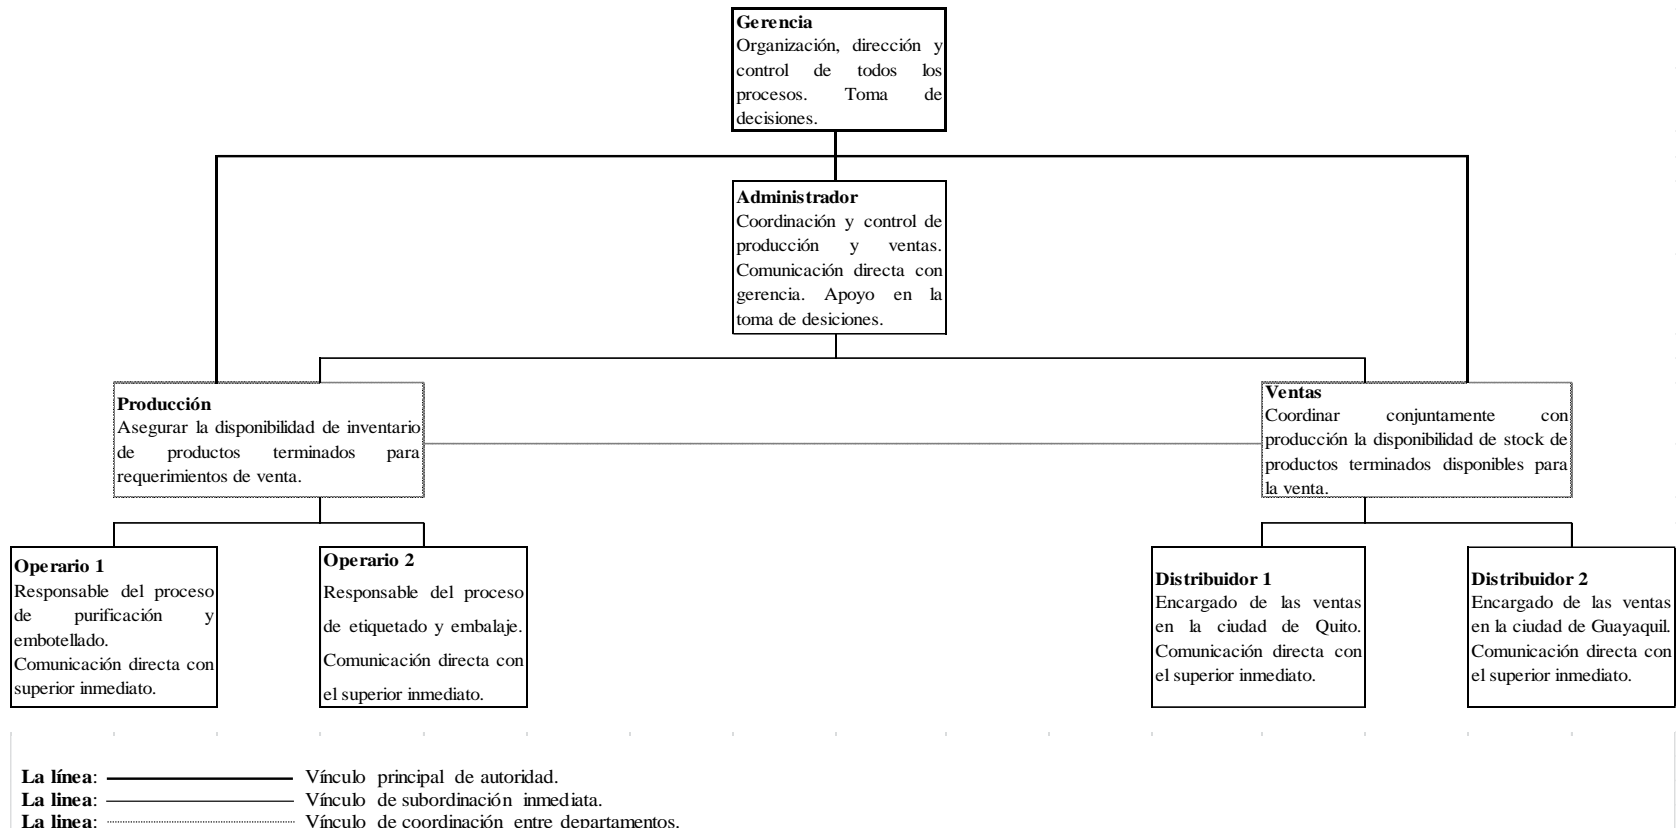 Gerencia
Organización, dirección y
control de todos los
procesos. Toma de
decisiones.
Administrador
Coordinación y control de
producción y ventas.
Comunicación directa con
gerencia. Apoyo en la
toma de desiciones.
Producción
Asegurar la disponibilidad de inventario
de productos terminados para
requerimientos de venta.
Ventas
Coordinar conjuntamente con
producción la disponibilidad de stock de
productos terminados disponibles para
la venta.
Operario 1
Responsable del proceso
de purificación y
embotellado.
Comunicación directa con
superior inmediato.
Operario 2
Responsable del proceso
de etiquetado y embalaje.
Comunicación directa con
el superior inmediato.
Distribuidor 1
Encargado de las ventas
en la ciudad de Quito.
Comunicación directa con
el superior inmediato.
Distribuidor 2
Encargado de las ventas
en la ciudad de Guayaquil.
Comunicación directa con
el superior inmediato.
La línea: Vínculo principal de autoridad.
La linea: Vínculo de subordinación inmediata.
La linea: Vínculo de coordinación entre departamentos.